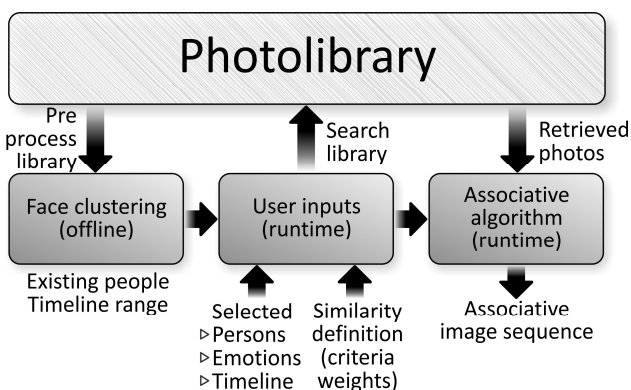 Photolibrary
Pre
process
library
Search
library
Retrieved
photos
Face clustering
(offline)
User inputs
(runtime)
Associative
algorithm
(runtime)
Existing people
Timeline range
Selected
▷Persons
▷Emotions
▷Timeline
Similarity
definition
(criteria
weights)
Associative
image sequence